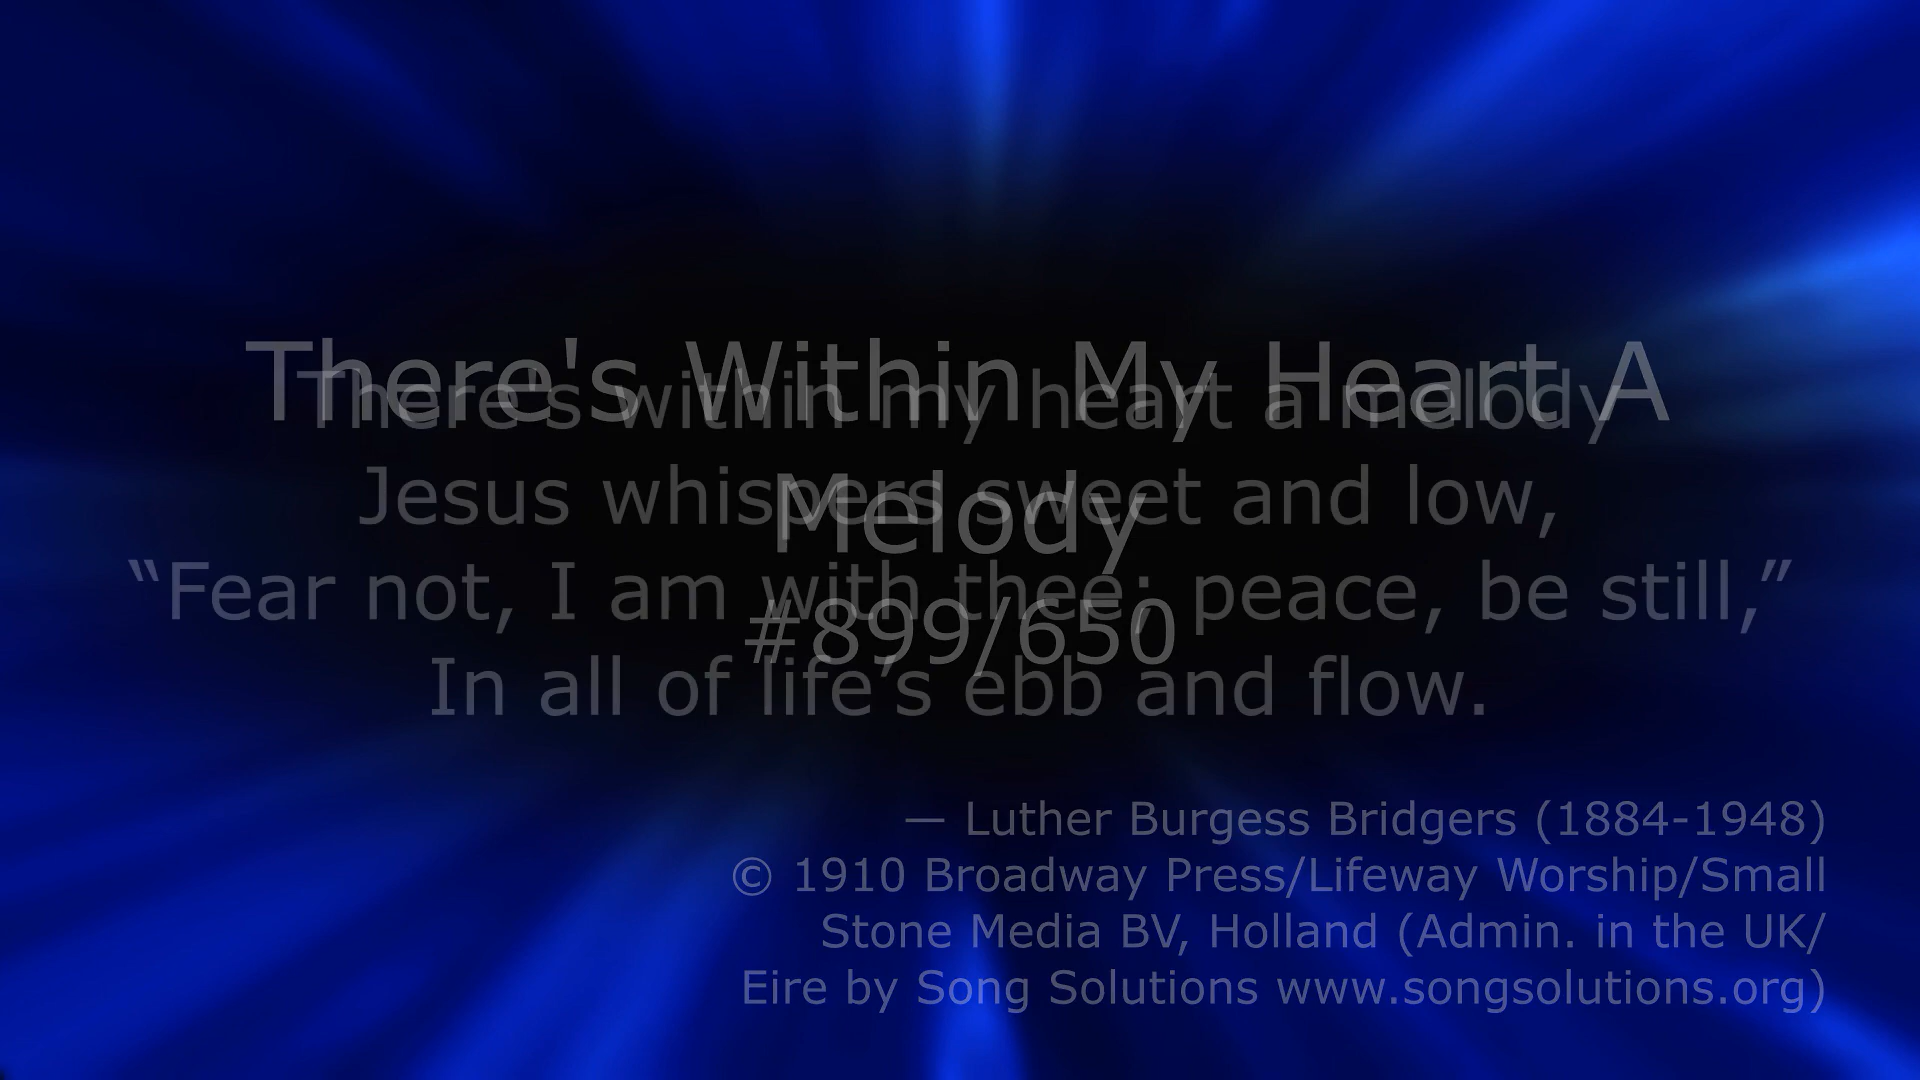 There's Within My Heart A
Melody
#899/650
There's within my heart a melody
Jesus whispers sweet and low,
“Fear not, I am with thee; peace, be still,”
In all of life’s ebb and flow.
— Luther Burgess Bridgers (1884-1948)
© 1910 Broadway Press/Lifeway Worship/Small
Stone Media BV, Holland (Admin. in the UK/
Eire by Song Solutions www.songsolutions.org)